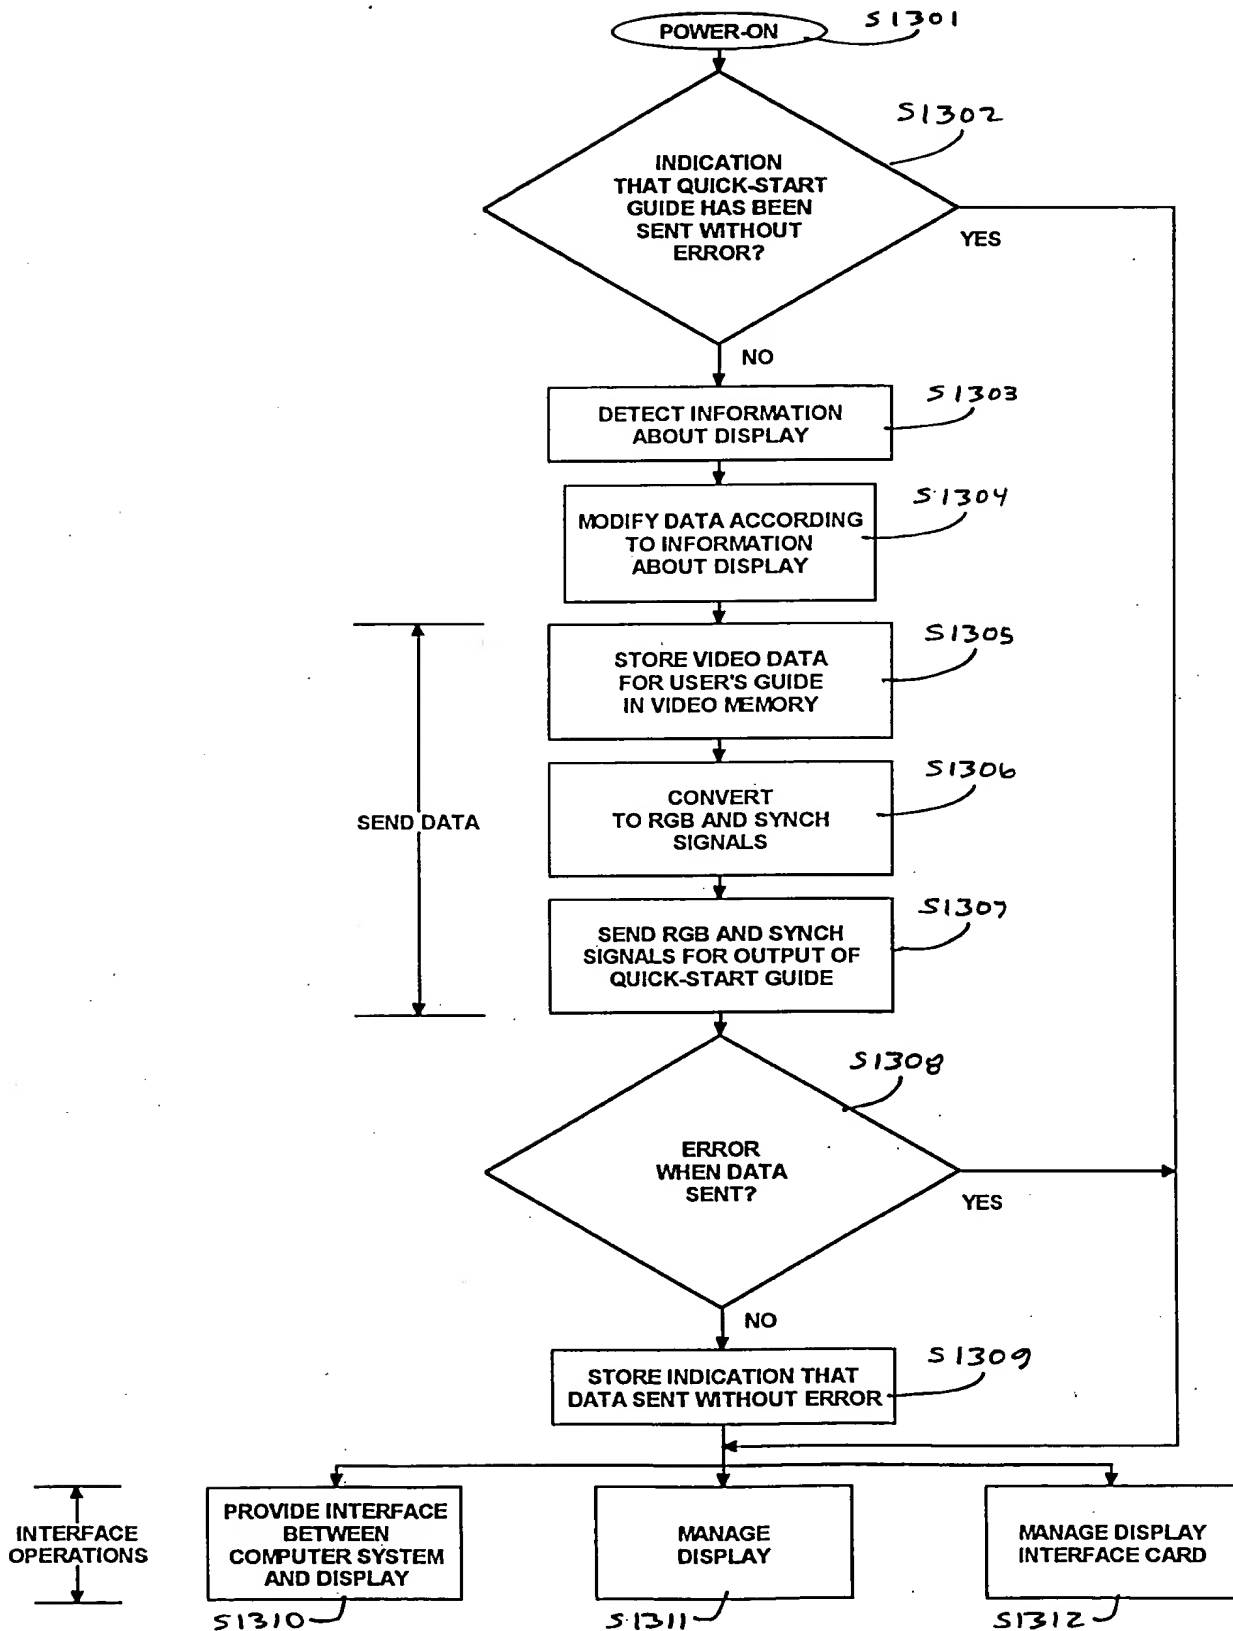 POWER-ON
S1301
S1302
INDICATION
THAT QUICK-START
GUIDE HAS BEEN
SENT WITHOUT
ERROR?
YES
NO
S1303
DETECT INFORMATION
ABOUT DISPLAY
S1304
MODIFY DATA ACCORDING
TO INFORMATION
ABOUT DISPLAY
S1305
STORE VIDEO DATA
FOR USER'S GUIDE
IN VIDEO MEMORY
S1306
CONVERT
TO RGB AND SYNCH
SIGNALS
SEND DATA
S1307
SEND RGB AND SYNCH
SIGNALS FOR OUTPUT OF
QUICK-START GUIDE
S1308
ERROR
WHEN DATA
SENT?
YES
NO
S1309
STORE INDICATION THAT
DATA SENT WITHOUT ERROR
INTERFACE
OPERATIONS
PROVIDE INTERFACE
BETWEEN
COMPUTER SYSTEM
AND DISPLAY
MANAGE
DISPLAY
MANAGE DISPLAY
INTERFACE CARD
S1310
S1311
S1312